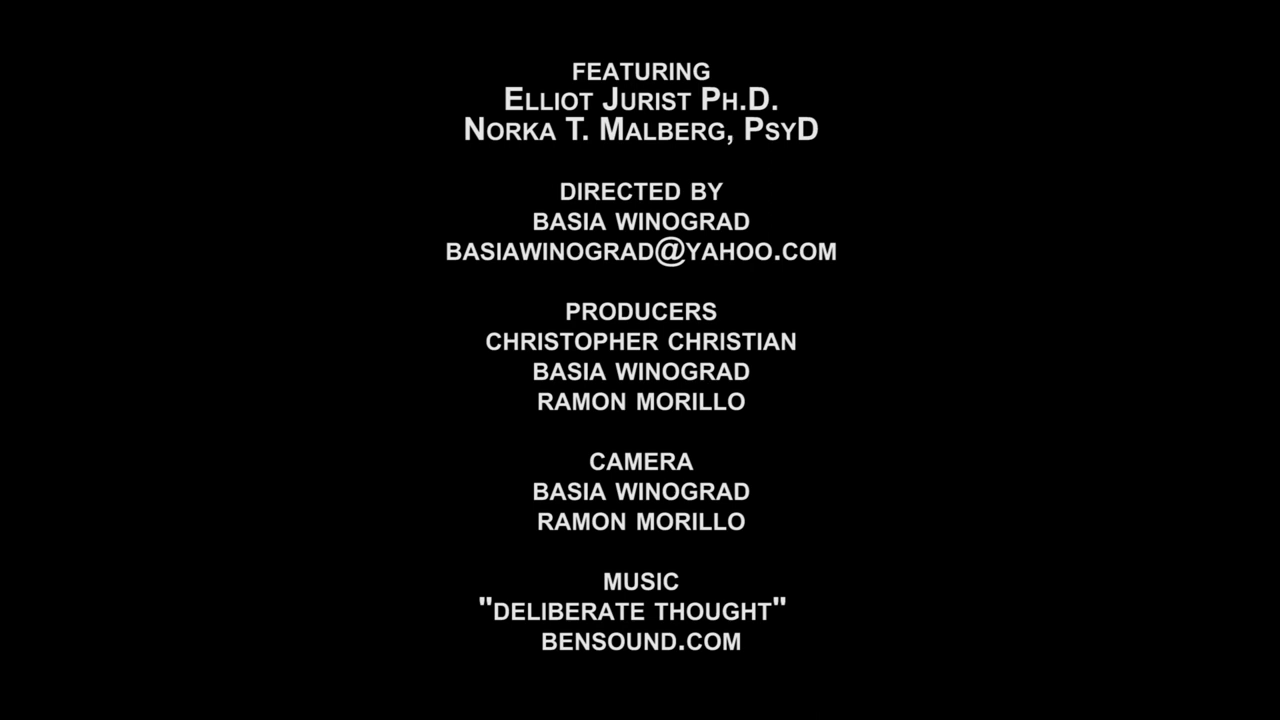 FEATURING
ELLIOT JURIST PH.D.
NORKA T. MALBERG, PSYD
DIRECTED BY
BASIA WINOGRAD
BASIAWINOGRAD@YAHOO.COM
PRODUCERS
CHRISTOPHER CHRISTIAN
BASIA WINOGRAD
RAMON MORILLO
CAMERA
BASIA WINOGRAD
RAMON MORILLO
MUSIC
"DELIBERATE THOUGHT"
BENSOUND.COM